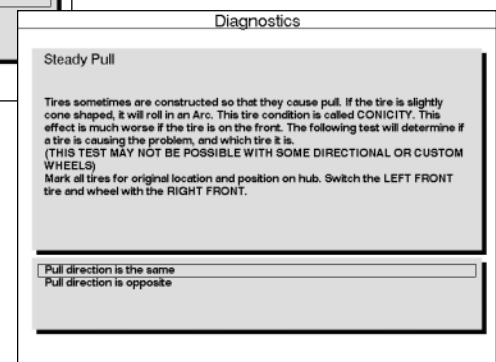 Diagnostics
Steady Pull
Tires sometimes are constructed so that they cause pull. If the tire is slightly
cone shaped, it will roll in an Arc. This tire condition is called CONICITY. This
effect is much worse if the tire is on the front. The following test will determine if
a tire is causing the problem, and which tire it is.
(THIS TEST MAY NOT BE POSSIBLE WITH SOME DIRECTIONAL OR CUSTOM
WHEELS)
Mark all tires for original location and position on hub. Switch the LEFT FRONT
tire and wheel with the RIGHT FRONT.
Pull direction is the same
Pull direction is opposite